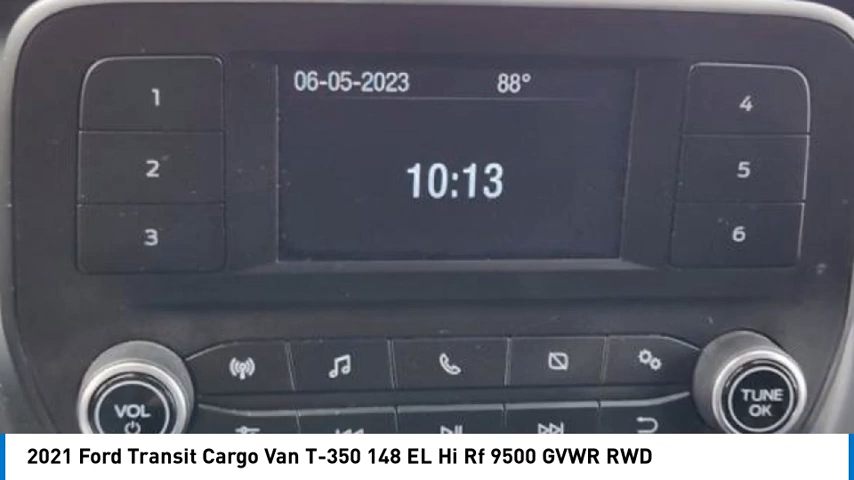 06-05-2023 88°
1
4
10:13
2
5
3
6
VOL
TUNE
OK
2021 Ford Transit Cargo Van T-350 148 EL Hi Rf 9500 GVWR RWD